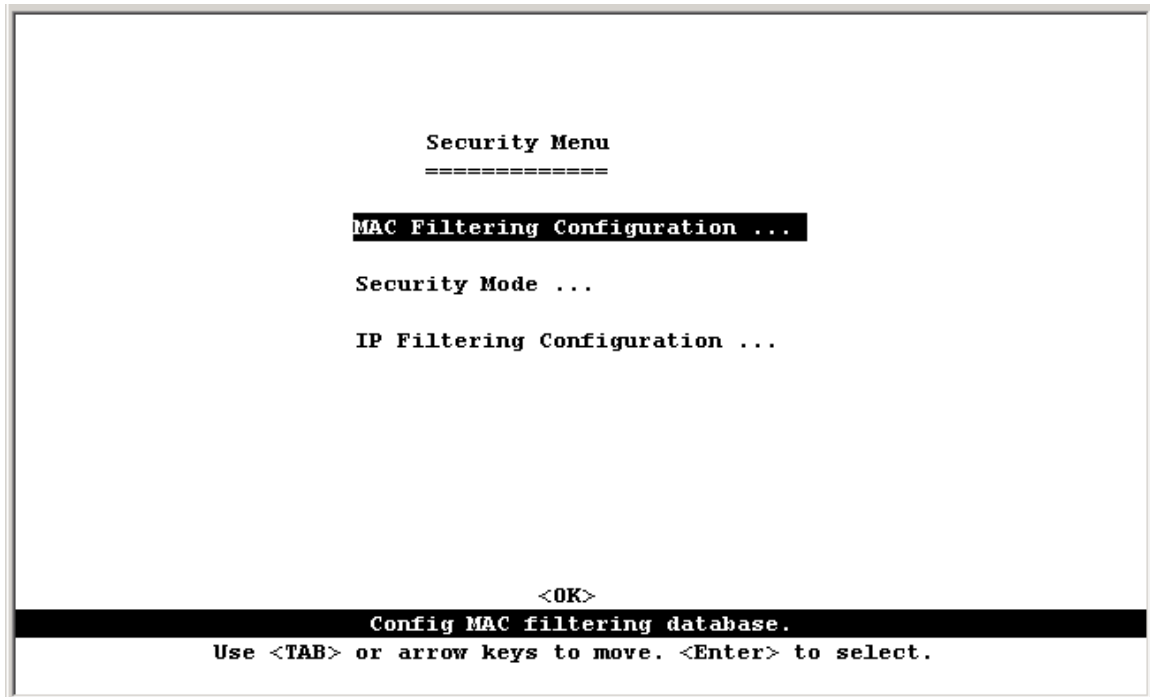 Security Menu
=============
MAC Filtering Configuration ...
Security Mode ...
IP Filtering Configuration ...
<OK>
Config MAC filtering database.
Use <TAB> or arrow keys to move. <Enter> to select.